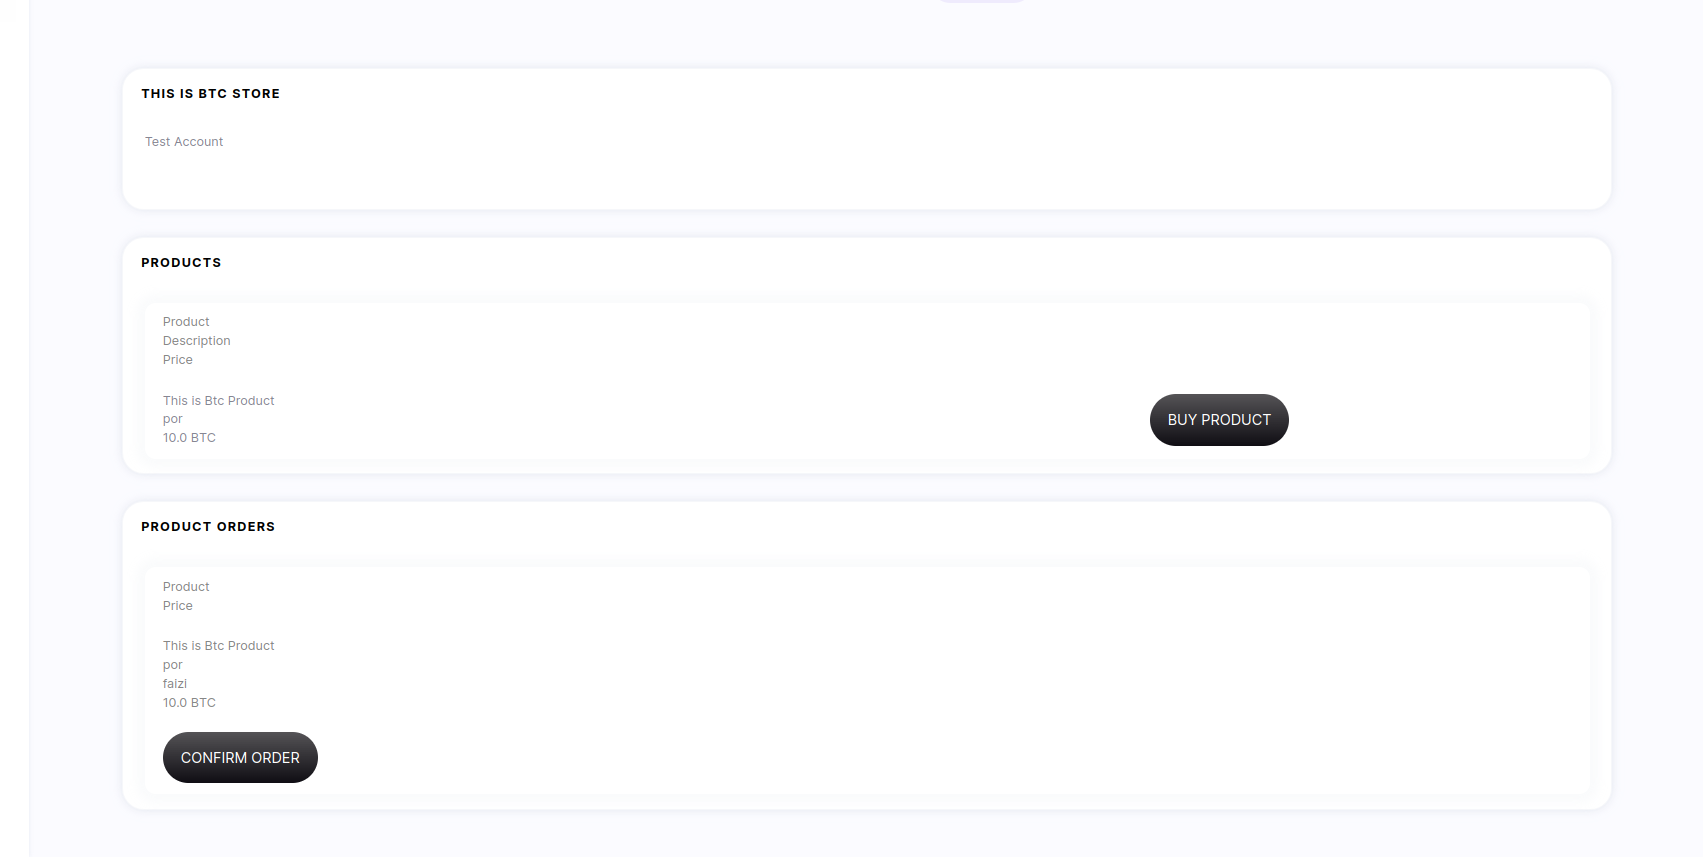 THIS IS BTC STORE
Test Account
PRODUCTS
Product
Description
Price
This is Btc Product
por
10.0 BTC
BUY PRODUCT
PRODUCT ORDERS
Product
Price
This is Btc Product
por
faizi
10.0 BTC
CONFIRM ORDER